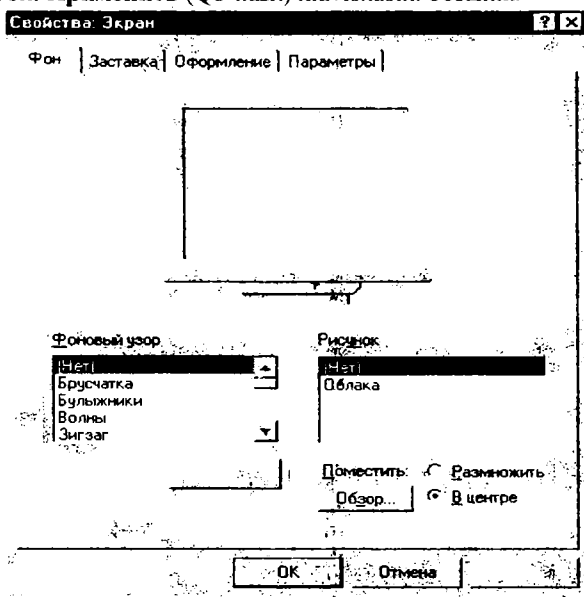 Свойства: Экран
Фон Заставка Оформление Параметры
Фоновый узор
(Нет)
Брусчатка
Булыжники
Волны
Зигзаг
Рисунок
(Нет)
Облака
Поместить: Размножить
Обзор... В центре
OK Отмена